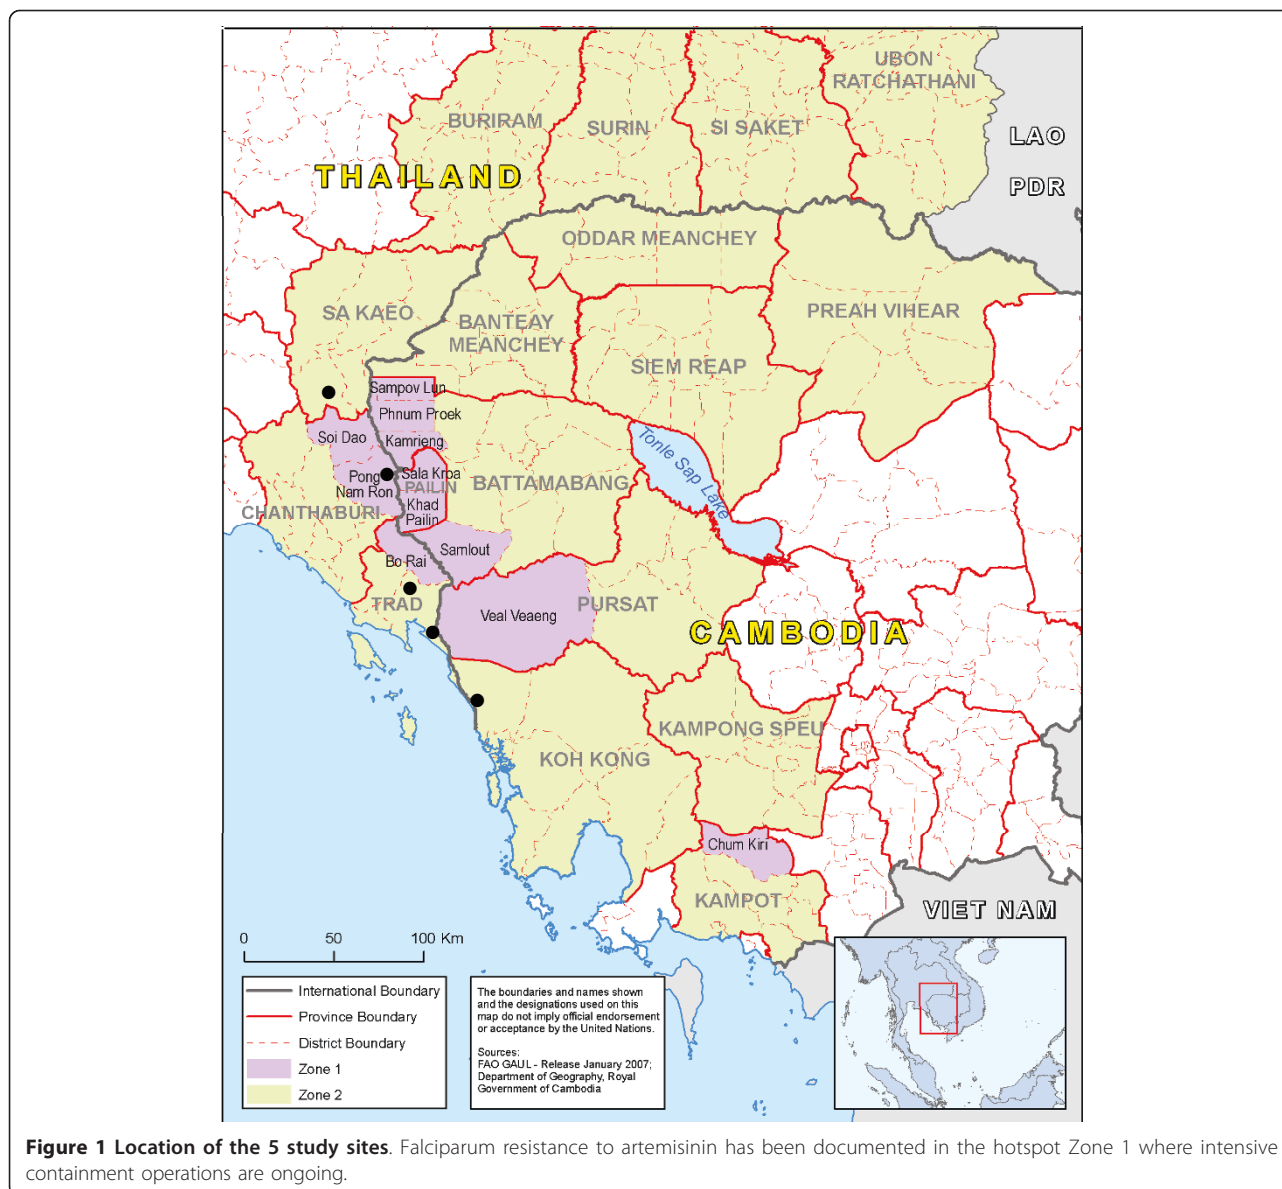 UBON
RATCHATHANI
BURIRAM
SURIN
SI SAKET
LAO
PDR
THAILAND
ODDAR MEANCHEY
SA KAEO
BANTEAY
MEANCHEY
PREAH VIHEAR
SIEM REAP
Sampov Lun
Phnum Proek
Soi Dao
Kamrieng
Tonle Sap Lake
Pong
Nam Ron
Sala Krpa
PAILIN
BATTAMABANG
CHANTHABURI
Khad
Pailin
Bo Rai
Samlout
TRAD
Veal Veaeng
PURSAT
CAMBODIA
KAMPONG SPEU
KOH KONG
Chum Kiri
KAMPOT
VIET NAM
0 50 100 Km
International Boundary
Province Boundary
District Boundary
Zone 1
Zone 2
The boundaries and names shown
and the designations used on this
map do not imply official endorsement
or acceptance by the United Nations.
Sources:
FAO GAUL - Release January 2007;
Department of Geography, Royal
Government of Cambodia
Figure 1 Location of the 5 study sites. Falciparum resistance to artemisinin has been documented in the hotspot Zone 1 where intensive
containment operations are ongoing.